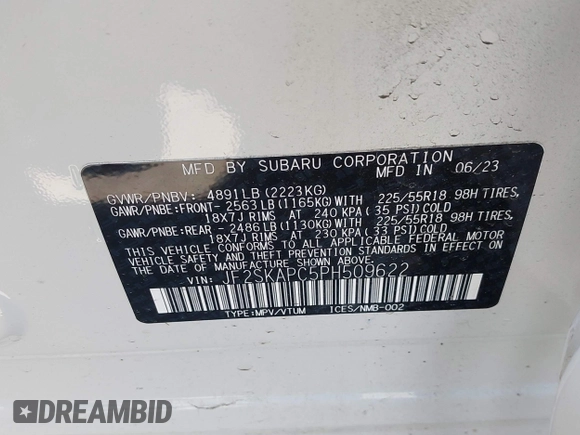 MFD BY SUBARU CORPORATION
GVWR/PNBV: 4891LB(2223KG) MFD IN 06/23
GAWR/PNBE:FRONT-2563LB(1165KG)WITH 225/55R18 98H TIRES
18X7J RIMS AT 240 KPA(35 PSI)COLD
GAWR/PNBE:REAR -2486LB(1130KG)WITH 225/55R18 98H TIRES
18X7J RIMS AT 230 KPA(33 PSI)COLD
THIS VEHICLE CONFORMS TO ALL APPLICABLE FEDERAL MOTOR
VEHICLE SAFETY, BUMPER, AND THEFT PREVENTION STANDARDS IN
EFFECT ON THE DATE OF MANUFACTURE SHOWN ABOVE.
VIN: JF2SKAPC5PH509622
TYPE:MPV/VTUM ICES/NMB-002
DREAMBID